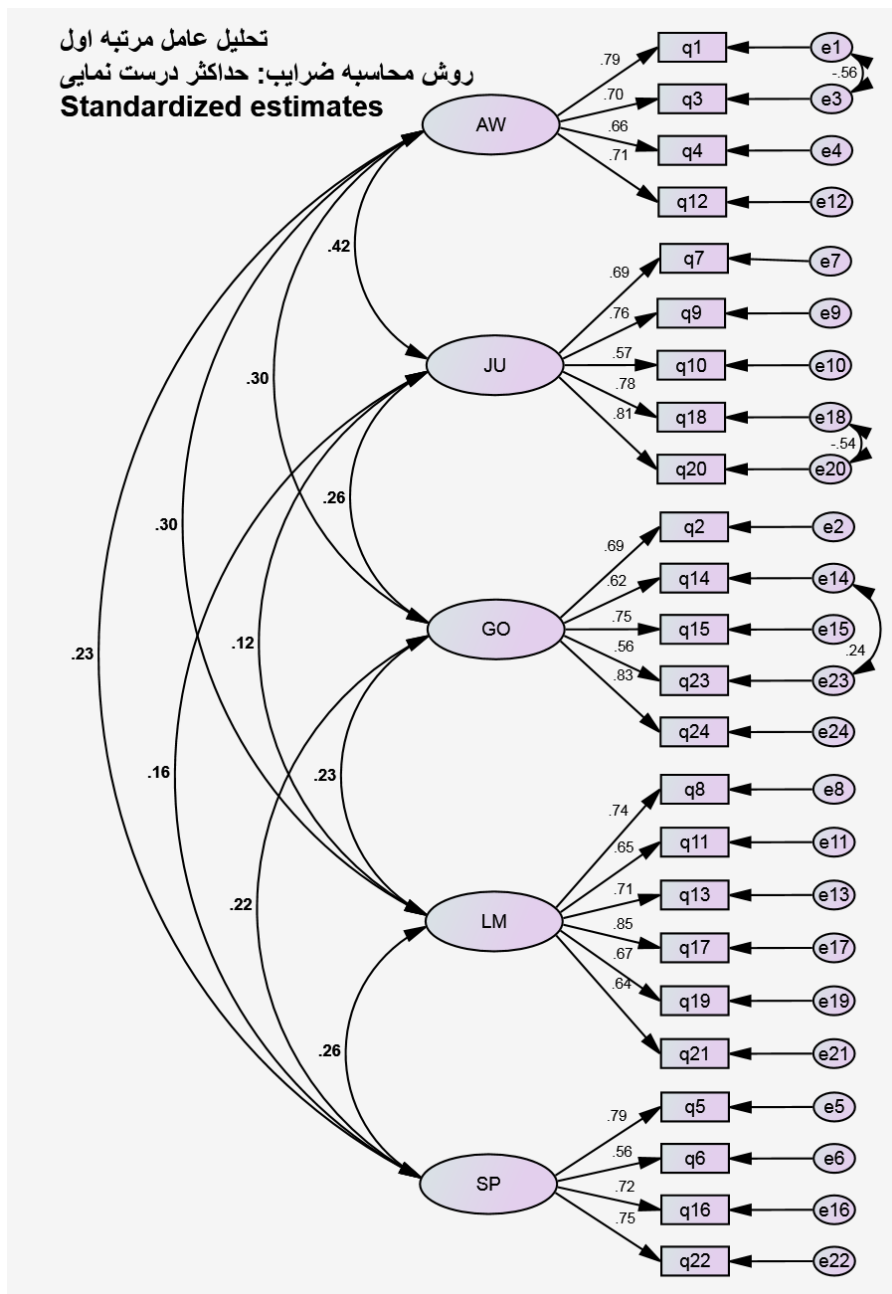 تحلیل عامل مرتبه اول
روش محاسبه ضرایب: حداکثر درست نمایی
Standardized estimates
AW
JU
GO
LM
SP
.42
.30
.26
.30
.12
.23
.23
.16
.22
.26
.79 q1 e1
-.56
.70 q3 e3
.66 q4 e4
.71 q12 e12
.69 q7 e7
.76 q9 e9
.57 q10 e10
.78 q18 e18
-.54
.81 q20 e20
.69 q2 e2
.62 q14 e14
.75 q15 e15
.24
.56 q23 e23
.83 q24 e24
.74 q8 e8
.65 q11 e11
.71 q13 e13
.85 q17 e17
.67 q19 e19
.64 q21 e21
.79 q5 e5
.56 q6 e6
.72 q16 e16
.75 q22 e22